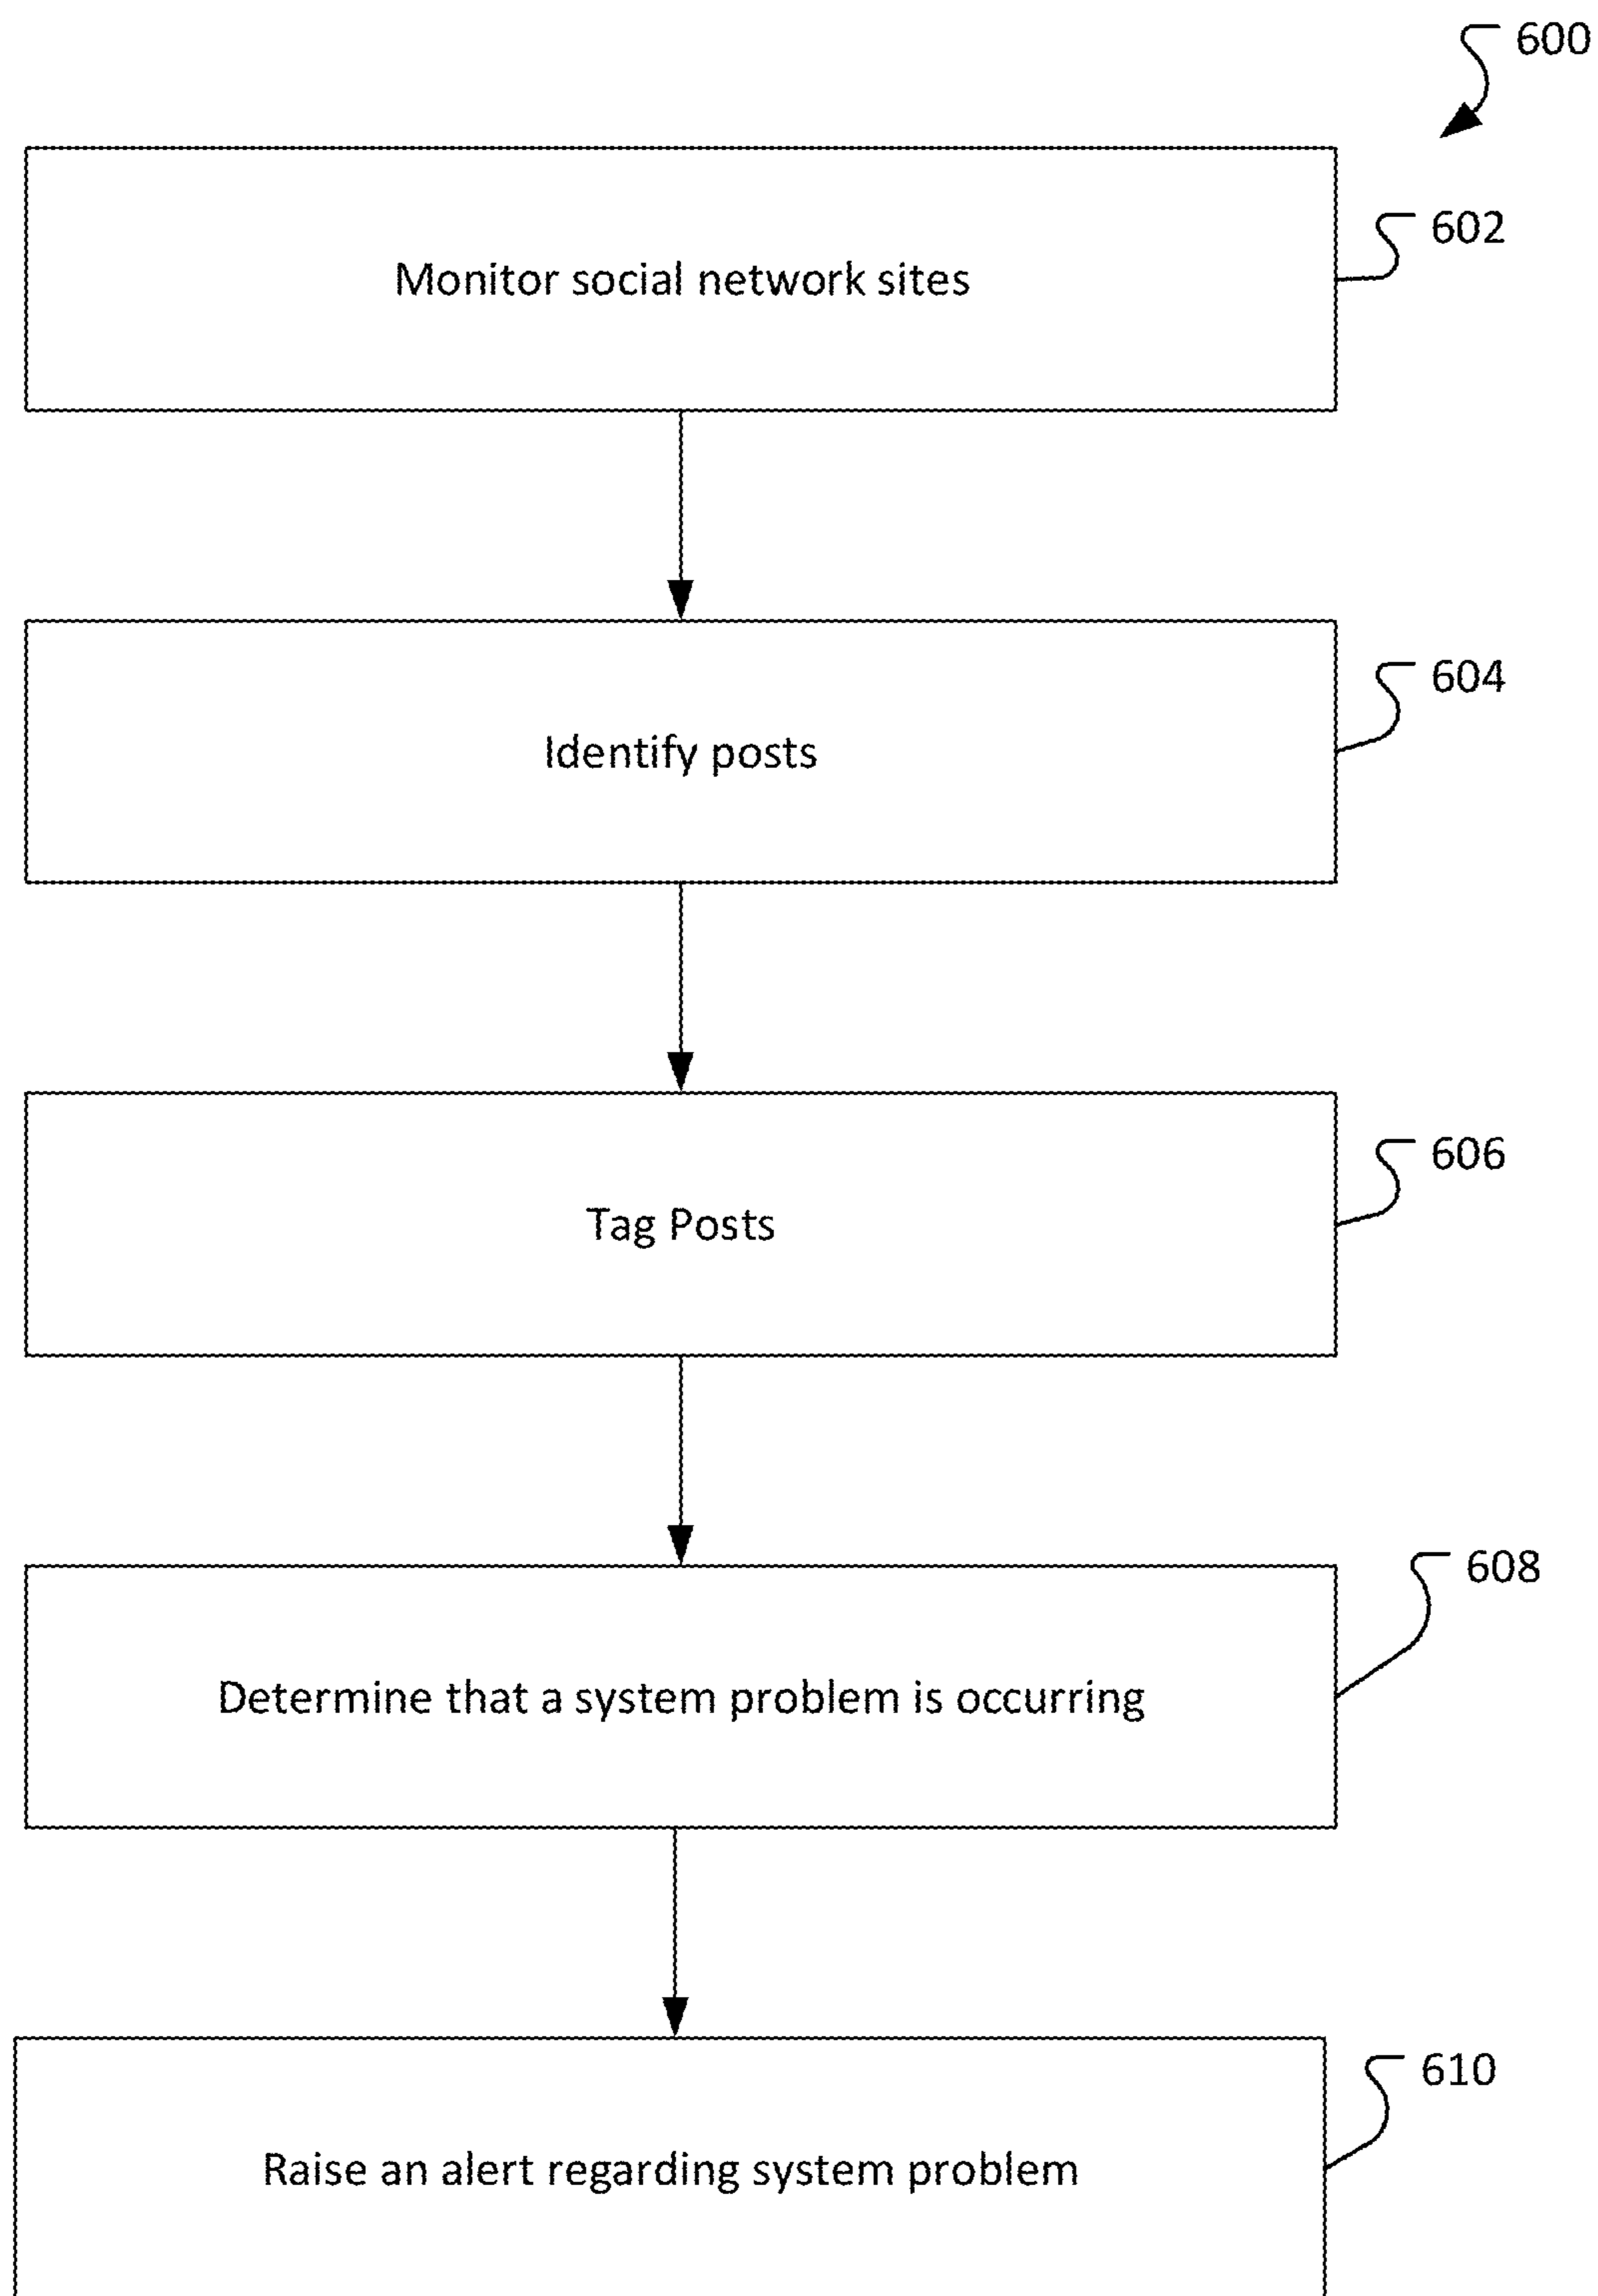 600
Monitor social network sites
602
Identify posts
604
Tag Posts
606
Determine that a system problem is occurring
608
Raise an alert regarding system problem
610